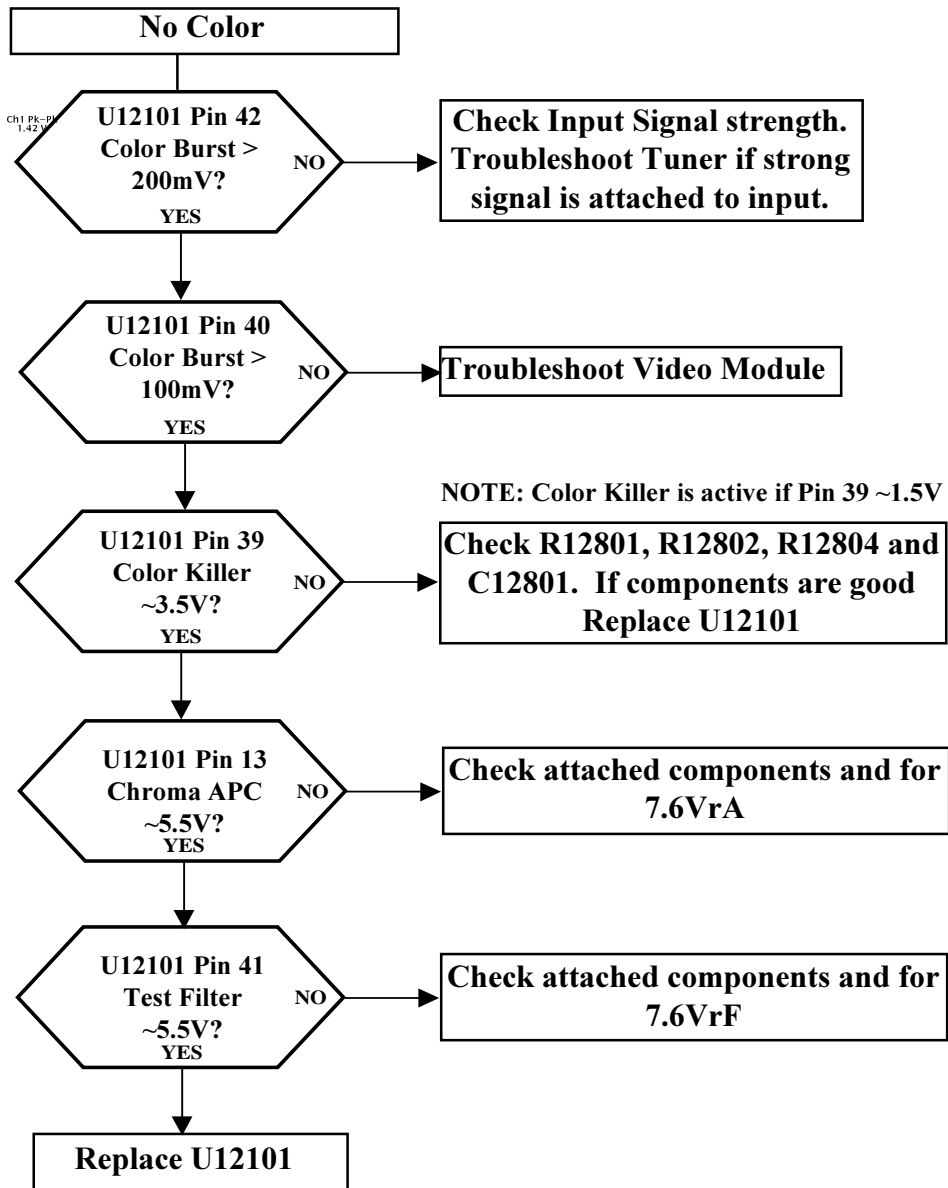 No Color
Ch1 Pk-Pk
1.42 V
U12101 Pin 42
Color Burst >
200mV?
NO
YES
Check Input Signal strength.
Troubleshoot Tuner if strong
signal is attached to input.
U12101 Pin 40
Color Burst >
100mV?
NO
YES
Troubleshoot Video Module
NOTE: Color Killer is active if Pin 39 ~1.5V
U12101 Pin 39
Color Killer
~3.5V?
NO
YES
Check R12801, R12802, R12804 and
C12801. If components are good
Replace U12101
U12101 Pin 13
Chroma APC
~5.5V?
NO
YES
Check attached components and for
7.6VrA
U12101 Pin 41
Test Filter
~5.5V?
NO
YES
Check attached components and for
7.6VrF
Replace U12101